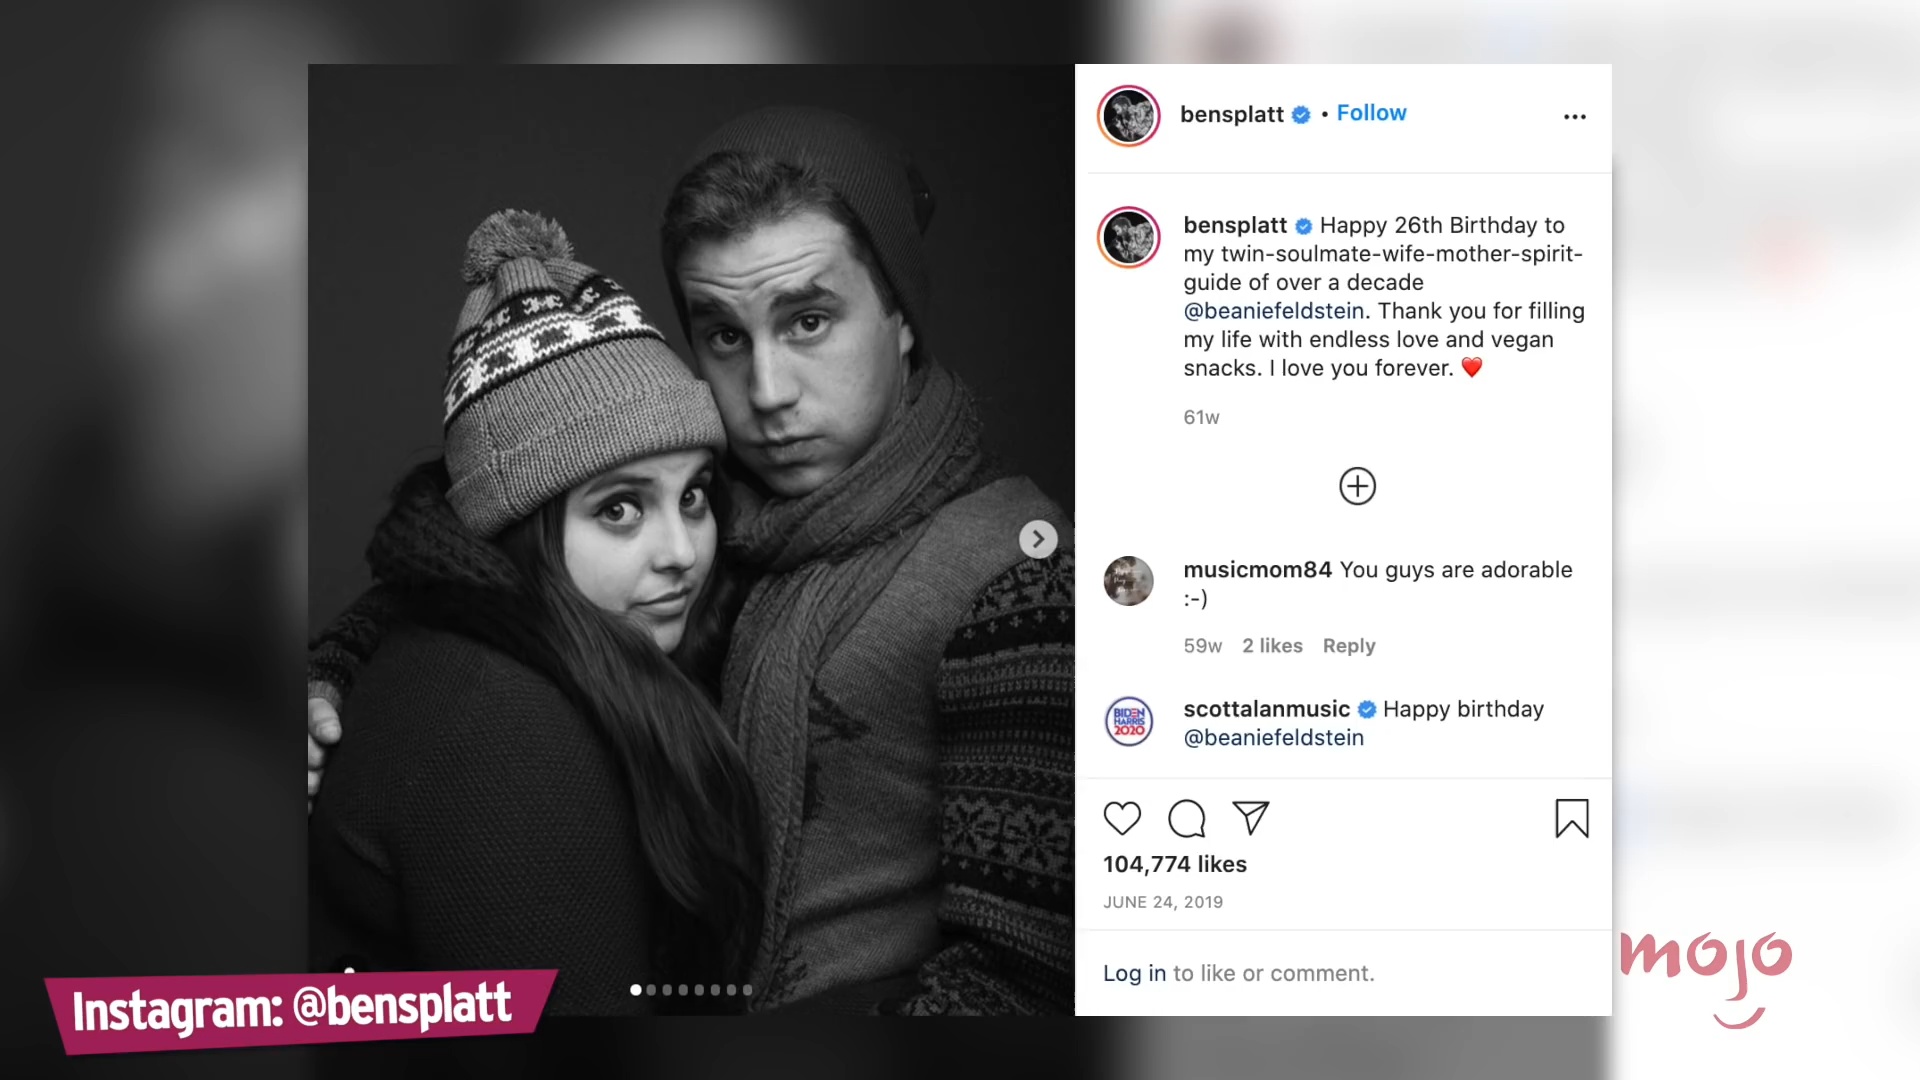 bensplatt • Follow
bensplatt Happy 26th Birthday to
my twin-soulmate-wife-mother-spirit-
guide of over a decade
@beaniefeldstein. Thank you for filling
my life with endless love and vegan
snacks. I love you forever. ❤️
61w
musicmom84 You guys are adorable
:-)
59w 2 likes Reply
BIDEN
HARRIS
2020
scottalanmusic Happy birthday
@beaniefeldstein
104,774 likes
JUNE 24, 2019
Log in to like or comment.
Instagram: @bensplatt
mojo